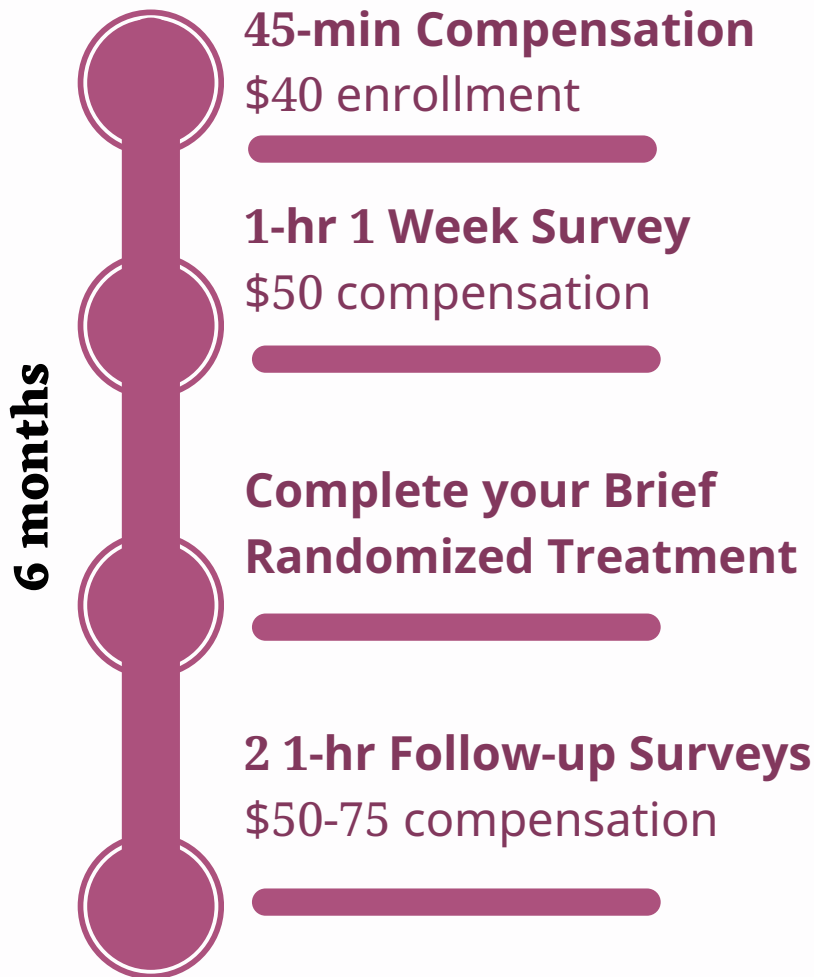 45-min Compensation
$40 enrollment
1-hr 1 Week Survey
$50 compensation
6 months
Complete your Brief
Randomized Treatment
2 1-hr Follow-up Surveys
$50-75 compensation